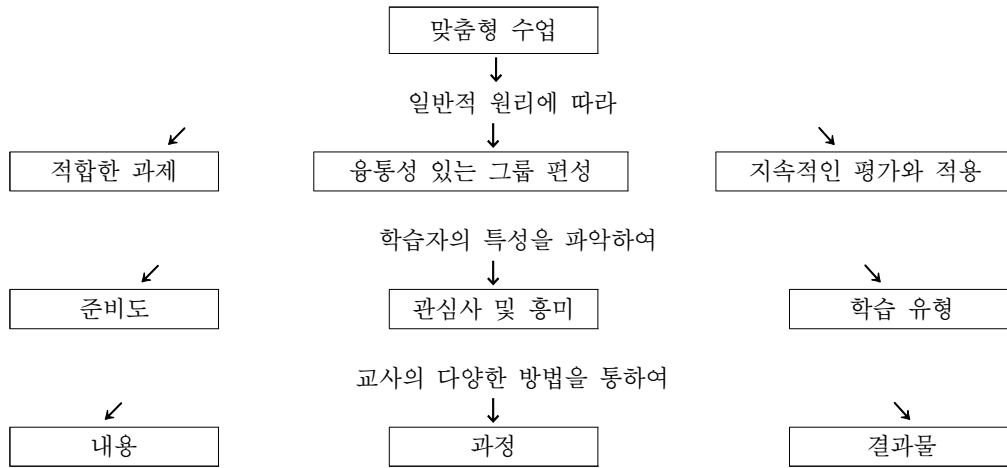 맞춤형 수업
일반적 원리에 따라
적합한 과제 융통성 있는 그룹 편성 지속적인 평가와 적용
학습자의 특성을 파악하여
준비도 관심사 및 흥미 학습 유형
교사의 다양한 방법을 통하여
내용 과정 결과물